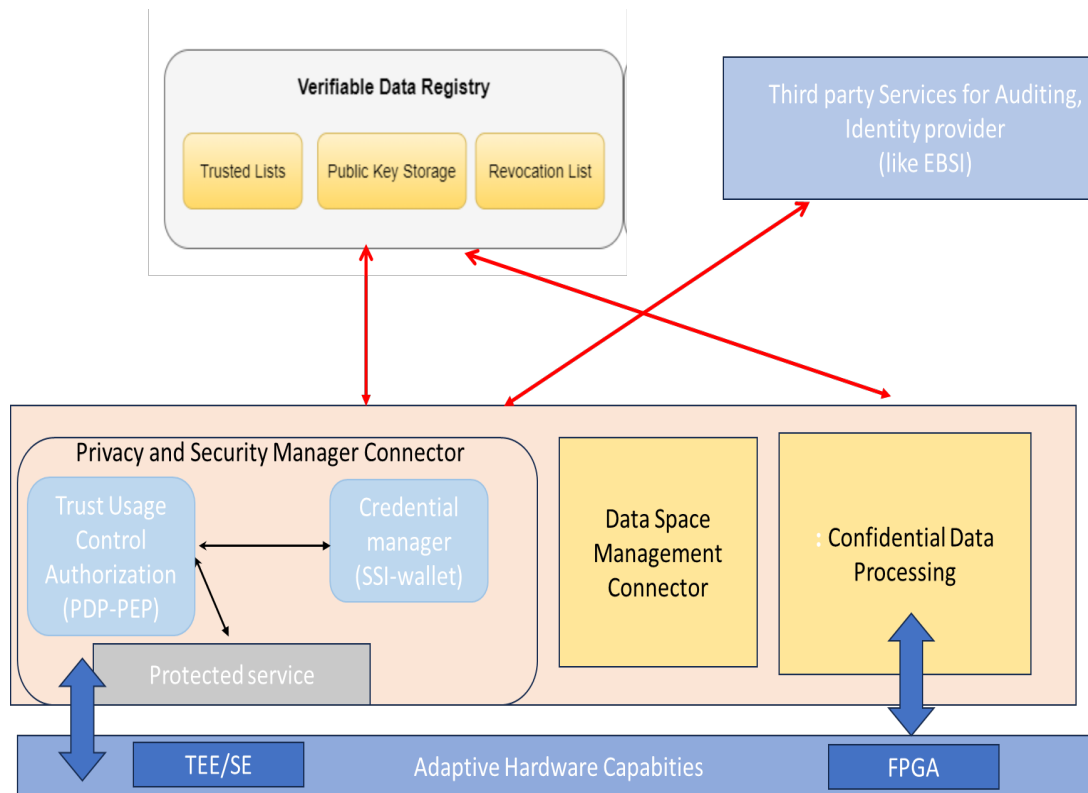 Verifiable Data Registry
Trusted Lists
Public Key Storage
Revocation List
Third party Services for Auditing,
Identity provider
(like EBSI)
Privacy and Security Manager Connector
Trust Usage
Control
Authorization
(PDP-PEP)
Credential
manager
(SSI-wallet)
Protected service
Data Space
Management
Connector
: Confidential Data
Processing
TEE/SE
Adaptive Hardware Capabities
FPGA